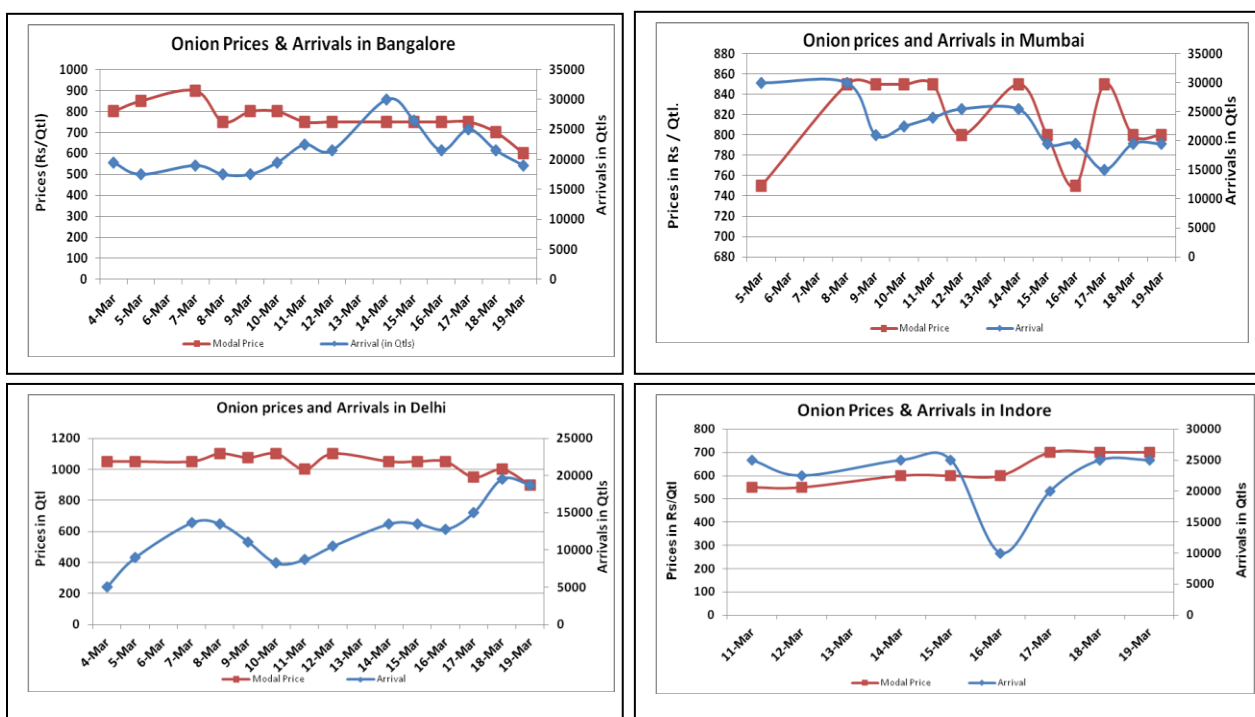 Onion Prices & Arrivals in Bangalore
Prices (Rs/Qtl)
1000
900
800
700
600
500
400
300
200
100
0
35000
30000
25000
20000
15000
10000
5000
0
Arrivals in Qtls
4-Mar
5-Mar
6-Mar
7-Mar
8-Mar
9-Mar
10-Mar
11-Mar
12-Mar
13-Mar
14-Mar
15-Mar
16-Mar
17-Mar
18-Mar
19-Mar
Modal Price
Arrival (in Qtls)
Onion prices and Arrivals in Mumbai
Prices in Rs / Qtl.
880
860
840
820
800
780
760
740
720
700
680
35000
30000
25000
20000
15000
10000
5000
0
Arrivals in Qtls
5-Mar
6-Mar
7-Mar
8-Mar
9-Mar
10-Mar
11-Mar
12-Mar
13-Mar
14-Mar
15-Mar
16-Mar
17-Mar
18-Mar
19-Mar
Modal Price
Arrival
Onion prices and Arrivals in Delhi
Prices in Qtl
1200
1000
800
600
400
200
0
25000
20000
15000
10000
5000
0
Arrivals in Qtls
4-Mar
5-Mar
6-Mar
7-Mar
8-Mar
9-Mar
10-Mar
11-Mar
12-Mar
13-Mar
14-Mar
15-Mar
16-Mar
17-Mar
18-Mar
19-Mar
Modal Price
Arrival
Onion Prices & Arrivals in Indore
Prices in Rs/Qtl
800
700
600
500
400
300
200
100
0
30000
25000
20000
15000
10000
5000
0
Arrivals in Qtls
11-Mar
12-Mar
13-Mar
14-Mar
15-Mar
16-Mar
17-Mar
18-Mar
19-Mar
Modal Price
Arrival